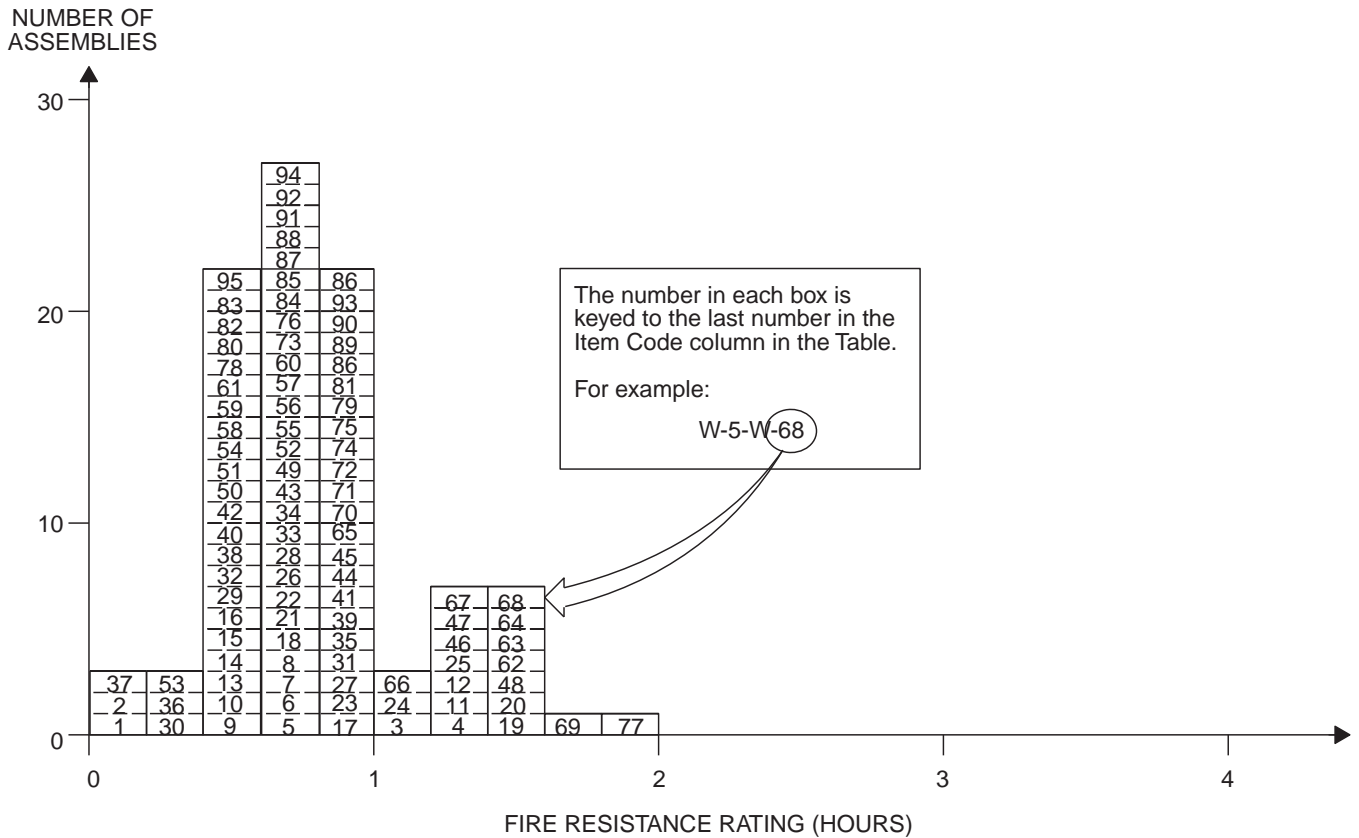 NUMBER OF
ASSEMBLIES
30
94
92
91
88
87
95 85 86
83 84 93
20 82 76 90
80 73 89
78 60 86
61 57 81
59 56 79
58 55 75
54 52 74
51 49 72
50 43 71
42 34 70
10 40 33 65
38 28 45
32 26 44
29 22 41
16 21 39 67 68
15 18 35 47 64
14 8 31 46 63
13 7 27 25 62
37 53 10 6 23 66 12 48
2 36 9 5 17 24 11 20
1 30 3 4 19 69 77
0
0 1 2 3 4
FIRE RESISTANCE RATING (HOURS)
The number in each box is
keyed to the last number in the
Item Code column in the Table.
For example:
W-5-W-68